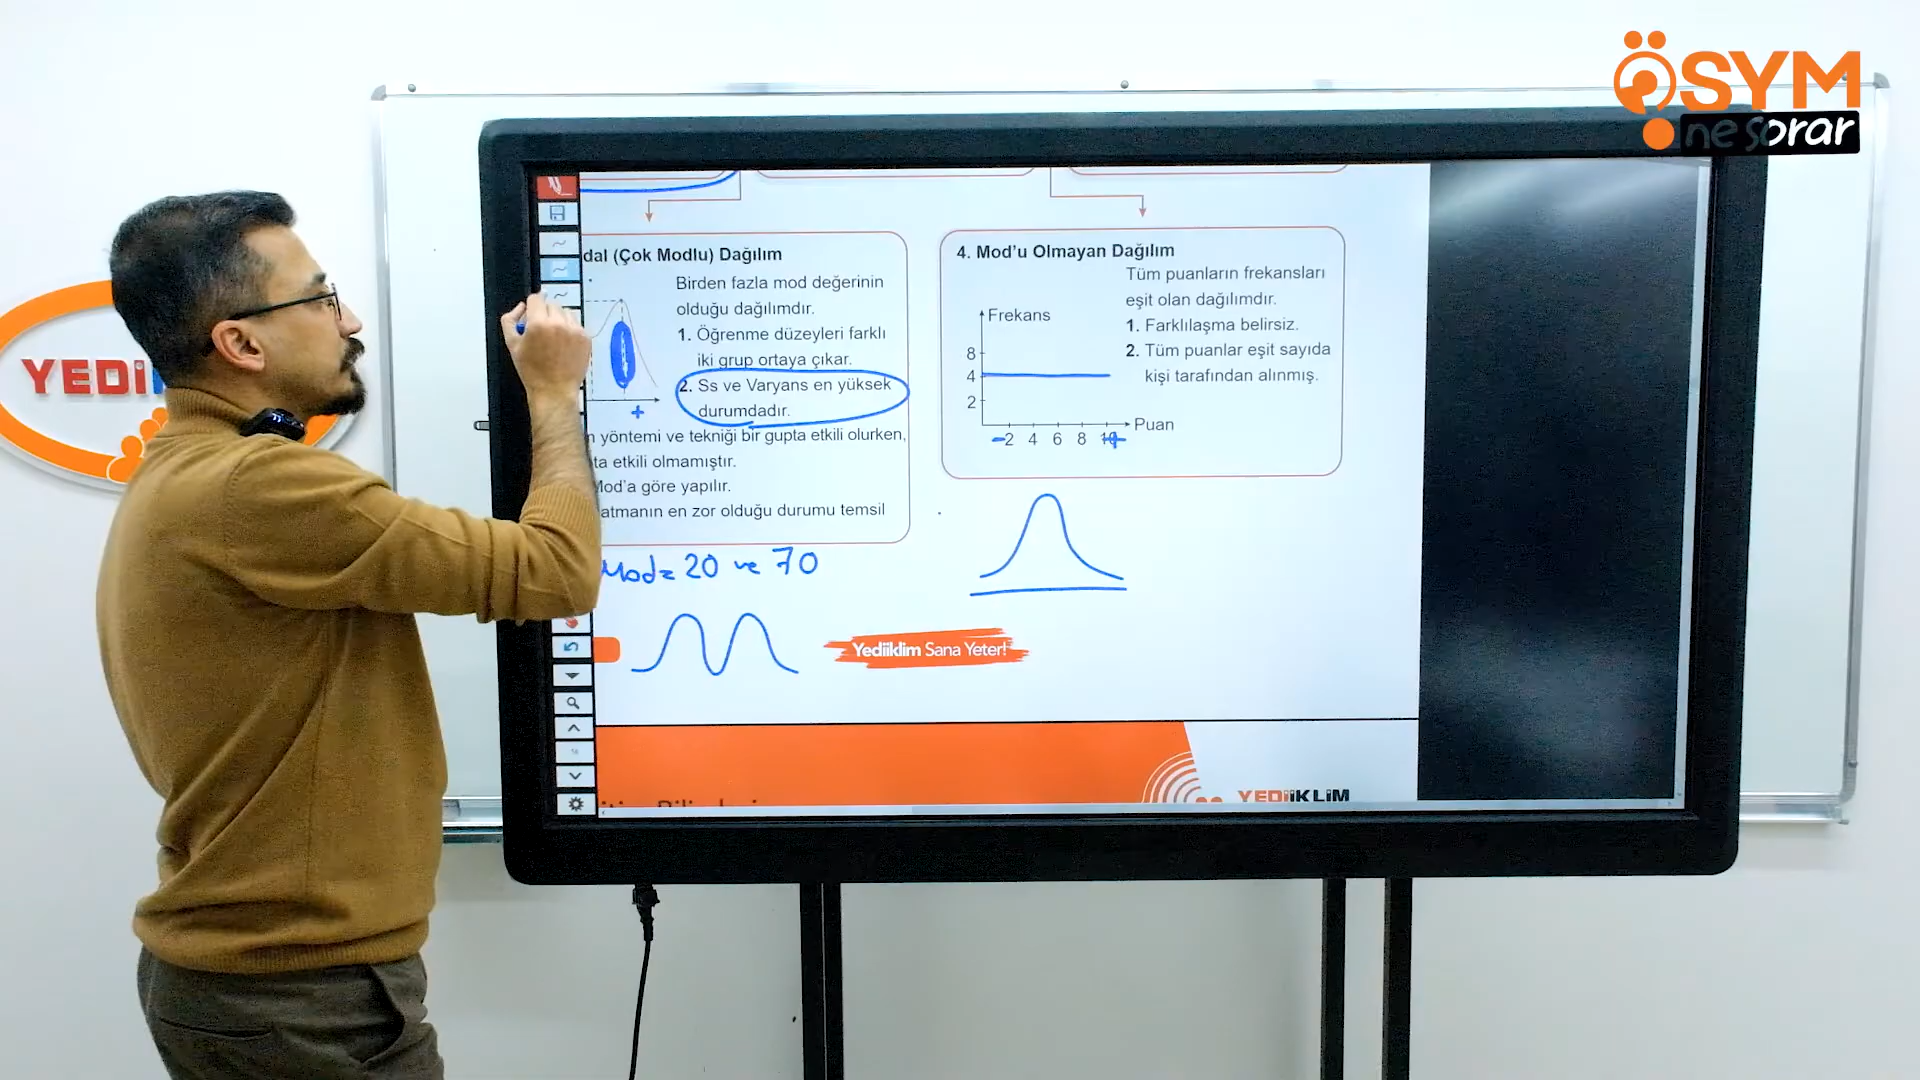 ÖSYM
ne sorar
YEDi
dal (Çok Modlu) Dağılım
Birden fazla mod değerinin
olduğu dağılımdır.
1. Öğrenme düzeyleri farklı
iki grup ortaya çıkar.
2. Ss ve Varyans en yüksek
durumdadır.
+
n yöntemi ve tekniği bir gupta etkili olurken,
ta etkili olmamıştır.
Mod'a göre yapılır.
atmanın en zor olduğu durumu temsil
Mod= 20 ve 70
4. Mod'u Olmayan Dağılım
Tüm puanların frekansları
eşit olan dağılımdır.
1. Farklılaşma belirsiz.
2. Tüm puanlar eşit sayıda
kişi tarafından alınmış.
Frekans
8
4
2
- 2 4 6 8 10 +
Puan
Yediiklim Sana Yeter!
YEDiiKLiM